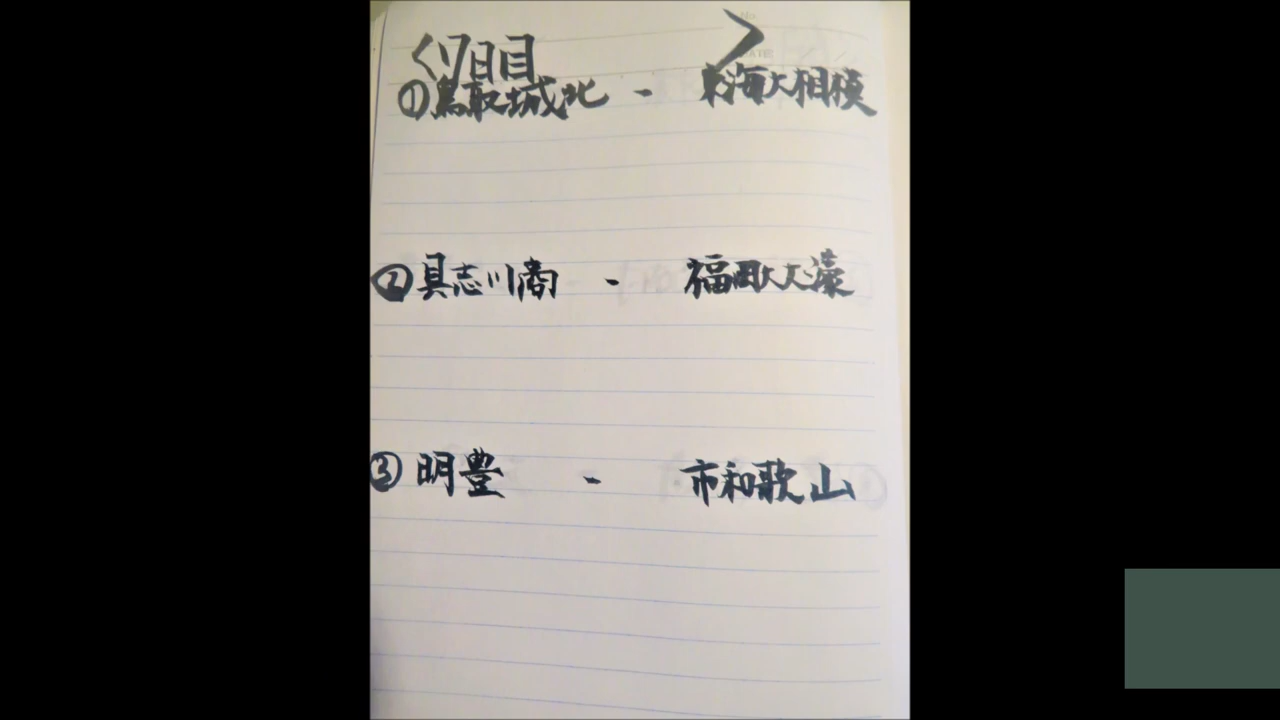 〈7日目〉
①鳥取城北 - 東海大相模
②具志川商 - 福岡大大濠
③明豊 - 市和歌山